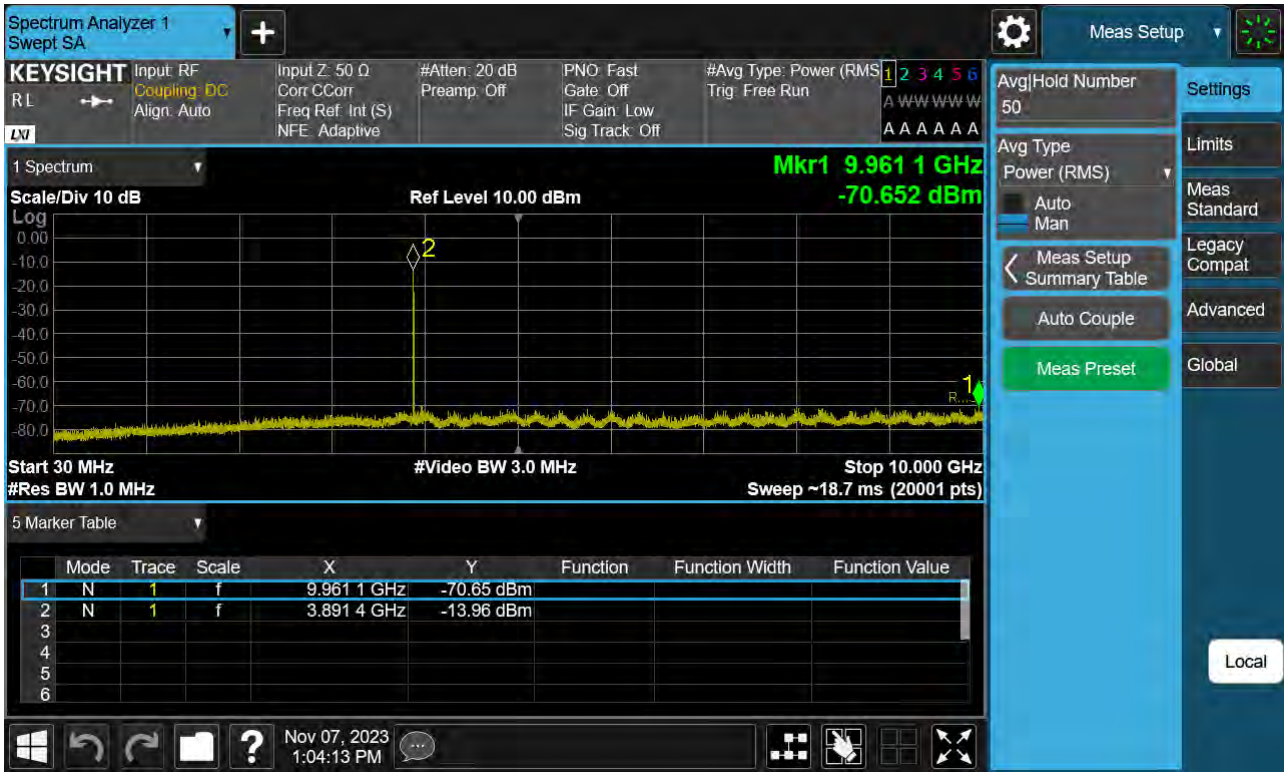 Spectrum Analyzer 1
Swept SA
+
Meas Setup
KEYSIGHT
RL
LXI
Input: RF
Coupling: DC
Align: Auto
Input Z: 50 Ω
Corr CCorr
Freq Ref: Int (S)
NFE: Adaptive
#Atten: 20 dB
Preamp: Off
PNO: Fast
Gate: Off
IF Gain: Low
Sig Track: Off
#Avg Type: Power (RMS
Trig: Free Run
1 2 3 4 5 6
A W W W W W
A A A A A A
1 Spectrum
Mkr1 9.961 1 GHz
-70.652 dBm
Scale/Div 10 dB
Ref Level 10.00 dBm
Log
0.00
-10.0
-20.0
-30.0
-40.0
-50.0
-60.0
-70.0
-80.0
2
1
Start 30 MHz
#Video BW 3.0 MHz
Stop 10.000 GHz
#Res BW 1.0 MHz
Sweep ~18.7 ms (20001 pts)
5 Marker Table
Mode Trace Scale X Y Function Function Width Function Value
1 N 1 f 9.961 1 GHz -70.65 dBm
2 N 1 f 3.891 4 GHz -13.96 dBm
3
4
5
6
Avg|Hold Number
50
Avg Type
Power (RMS)
Auto
Man
Meas Setup
Summary Table
Auto Couple
Meas Preset
Settings
Limits
Meas
Standard
Legacy
Compat
Advanced
Global
Local
?
Nov 07, 2023
1:04:13 PM